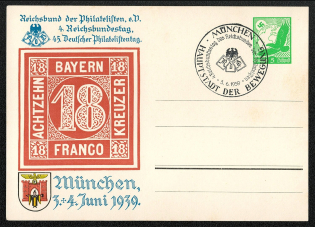 Reichsbund der Philatelisten, e.V.
4. Reichsbundestag,
45. Deutscher Philatelistentag.
18 BAYERN 18
ACHTZEHN
18
KREUZER
18 FRANCO 18
München,
3.+4. Juni 1939.
MÜNCHEN
HAUPTSTADT DER BEWEGUNG